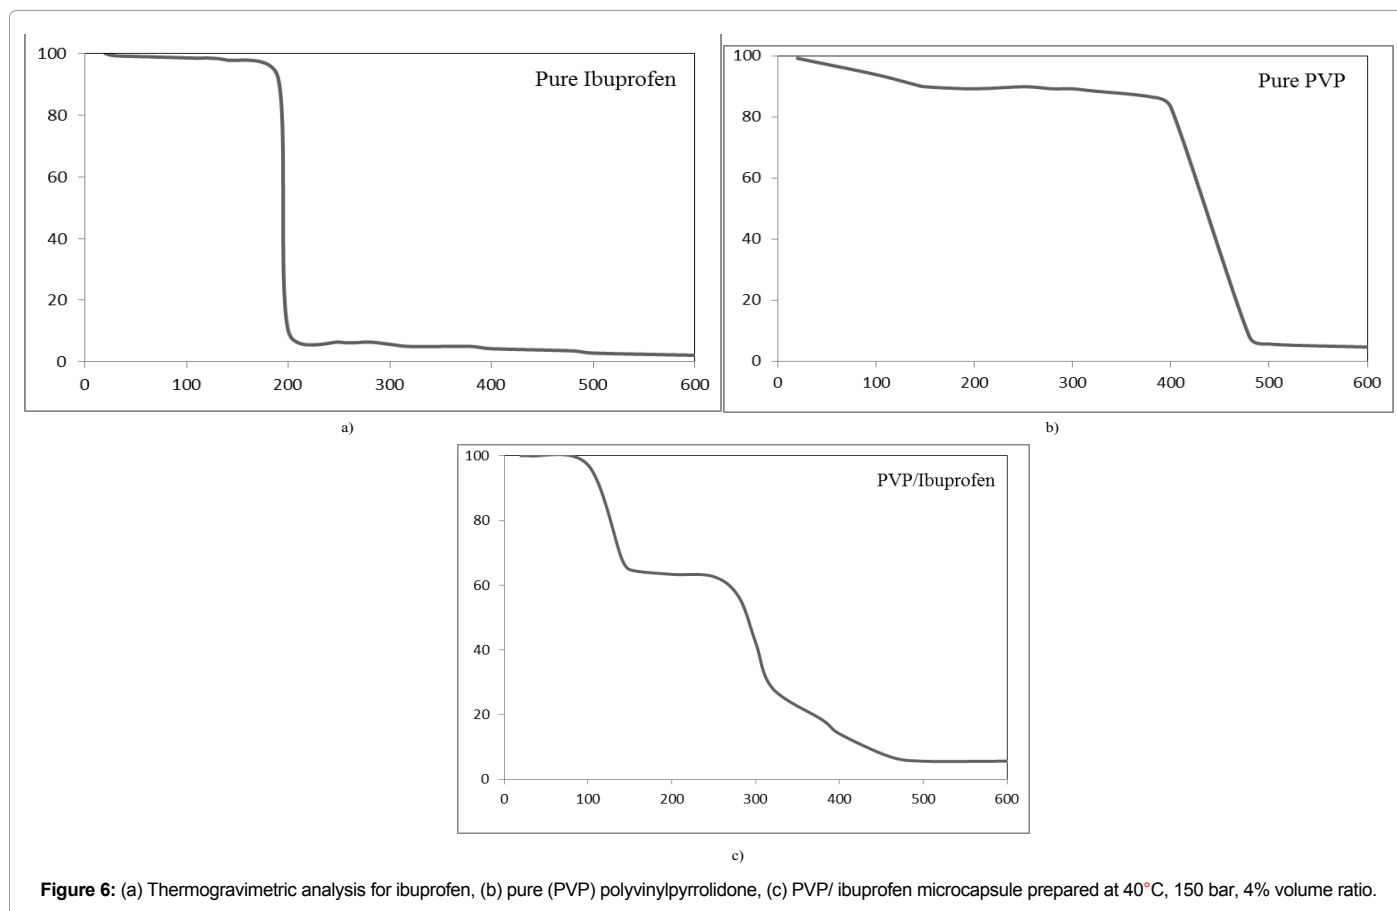 Pure Ibuprofen
100
80
60
40
20
0
0 100 200 300 400 500 600
a)
Pure PVP
100
80
60
40
20
0
0 100 200 300 400 500 600
b)
PVP/Ibuprofen
100
80
60
40
20
0
0 100 200 300 400 500 600
c)
Figure 6: (a) Thermogravimetric analysis for ibuprofen, (b) pure (PVP) polyvinylpyrrolidone, (c) PVP/ ibuprofen microcapsule prepared at 40°C, 150 bar, 4% volume ratio.